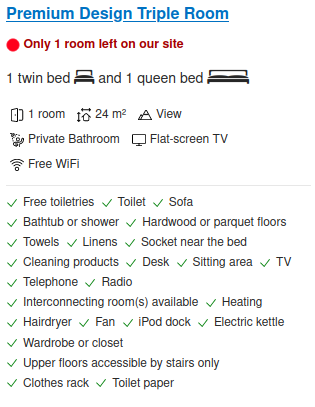 Premium Design Triple Room
Only 1 room left on our site
1 twin bed and 1 queen bed
1 room 24 m² View
Private Bathroom Flat-screen TV
Free WiFi
Free toiletries Toilet Sofa
Bathtub or shower Hardwood or parquet floors
Towels Linens Socket near the bed
Cleaning products Desk Sitting area TV
Telephone Radio
Interconnecting room(s) available Heating
Hairdryer Fan iPod dock Electric kettle
Wardrobe or closet
Upper floors accessible by stairs only
Clothes rack Toilet paper